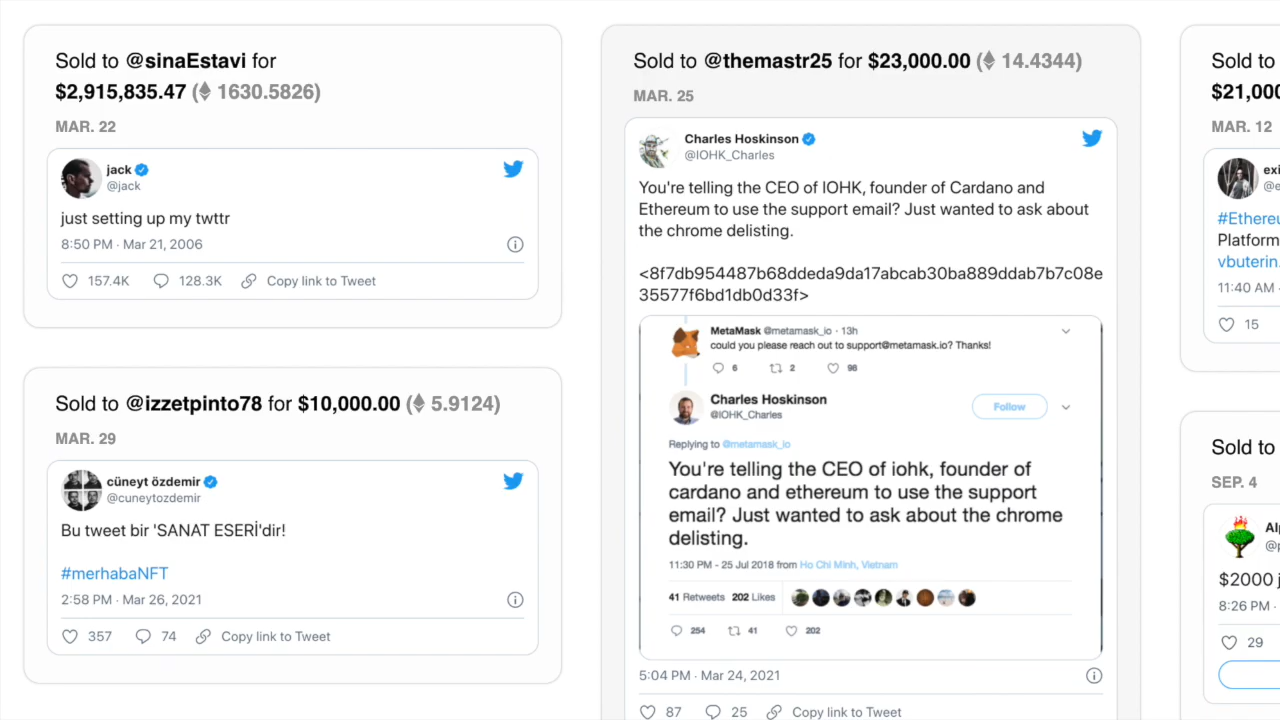 Sold to @sinaEstavi for
$2,915,835.47 (1630.5826)
MAR. 22
jack
@jack
just setting up my twttr
8:50 PM · Mar 21, 2006
157.4K 128.3K Copy link to Tweet
Sold to @izzetpinto78 for $10,000.00 (5.9124)
MAR. 29
cüneyt özdemir
@cuneytozdemir
Bu tweet bir 'SANAT ESERİ'dir!
#merhabaNFT
2:58 PM · Mar 26, 2021
357 74 Copy link to Tweet
Sold to @themastr25 for $23,000.00 (14.4344)
MAR. 25
Charles Hoskinson
@IOHK_Charles
You're telling the CEO of IOHK, founder of Cardano and
Ethereum to use the support email? Just wanted to ask about
the chrome delisting.
<8f7db954487b68ddeda9da17abcab30ba889ddab7b7c08e
35577f6bd1db0d33f>
MetaMask @metamask_io · 13h
could you please reach out to support@metamask.io? Thanks!
6 2 98
Charles Hoskinson
@IOHK_Charles
Follow
Replying to @metamask_io
You're telling the CEO of iohk, founder of
cardano and ethereum to use the support
email? Just wanted to ask about the chrome
delisting.
11:30 PM - 25 Jul 2018 from Ho Chi Minh, Vietnam
41 Retweets 202 Likes
254 41 202
5:04 PM · Mar 24, 2021
87 25 Copy link to Tweet
Sold to
$21,000
MAR. 12
exi
@e
#Ethereu
Platform
vbuterin.
11:40 AM ·
15
Sold to
SEP. 4
Alp
@p
$2000 j
8:26 PM ·
29